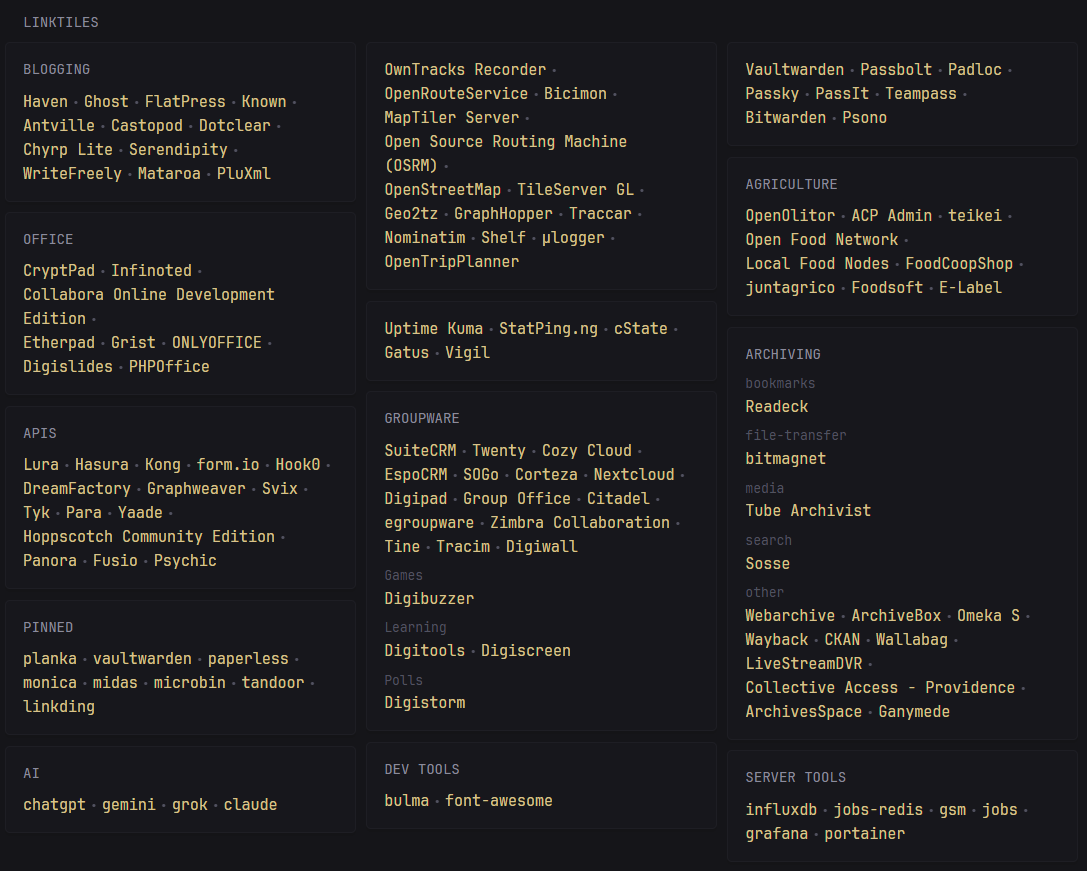 LINKTILES
BLOGGING
Haven · Ghost · FlatPress · Known ·
Antville · Castopod · Dotclear ·
Chyrp Lite · Serendipity ·
WriteFreely · Mataroa · PluXml
OFFICE
CryptPad · Infinoted ·
Collabora Online Development
Edition ·
Etherpad · Grist · ONLYOFFICE ·
Digislides · PHPOffice
APIS
Lura · Hasura · Kong · form.io · Hook0 ·
DreamFactory · Graphweaver · Svix ·
Tyk · Para · Yaade ·
Hoppscotch Community Edition ·
Panora · Fusio · Psychic
PINNED
planka · vaultwarden · paperless ·
monica · midas · microbin · tandoor ·
linkding
AI
chatgpt · gemini · grok · claude
OwnTracks Recorder ·
OpenRouteService · Bicimon ·
MapTiler Server ·
Open Source Routing Machine
(OSRM) ·
OpenStreetMap · TileServer GL ·
Geo2tz · GraphHopper · Traccar ·
Nominatim · Shelf · µlogger ·
OpenTripPlanner
Uptime Kuma · StatPing.ng · cState ·
Gatus · Vigil
GROUPWARE
SuiteCRM · Twenty · Cozy Cloud ·
EspoCRM · SOGo · Corteza · Nextcloud ·
Digipad · Group Office · Citadel ·
egroupware · Zimbra Collaboration ·
Tine · Tracim · Digiwall
Games
Digibuzzer
Learning
Digitools · Digiscreen
Polls
Digistorm
DEV TOOLS
bulma · font-awesome
Vaultwarden · Passbolt · Padloc ·
Passky · PassIt · Teampass ·
Bitwarden · Psono
AGRICULTURE
OpenOlitor · ACP Admin · teikei ·
Open Food Network ·
Local Food Nodes · FoodCoopShop ·
juntagrico · Foodsoft · E-Label
ARCHIVING
bookmarks
Readeck
file-transfer
bitmagnet
media
Tube Archivist
search
Sosse
other
Webarchive · ArchiveBox · Omeka S ·
Wayback · CKAN · Wallabag ·
LiveStreamDVR ·
Collective Access - Providence ·
ArchivesSpace · Ganymede
SERVER TOOLS
influxdb · jobs-redis · gsm · jobs ·
grafana · portainer